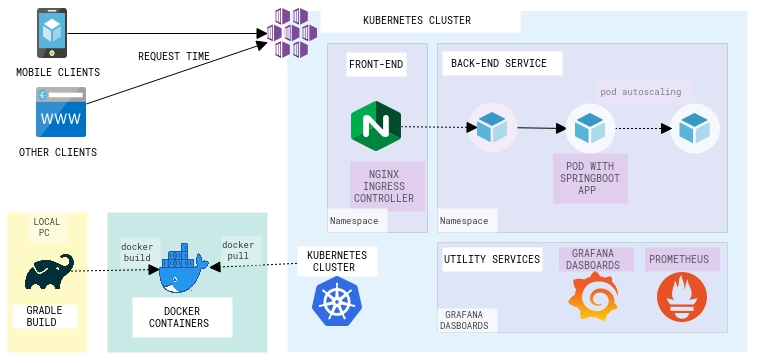 KUBERNETES CLUSTER
MOBILE CLIENTS
REQUEST TIME
WWW
OTHER CLIENTS
FRONT-END
N
NGINX
INGRESS
CONTROLLER
Namespace
BACK-END SERVICE
pod autoscaling
POD WITH
SPRINGBOOT
APP
Namespace
LOCAL
PC
GRADLE
BUILD
docker
build
docker
pull
DOCKER
CONTAINERS
KUBERNETES
CLUSTER
UTILITY SERVICES
GRAFANA
DASBOARDS
PROMETHEUS
GRAFANA
DASBOARDS